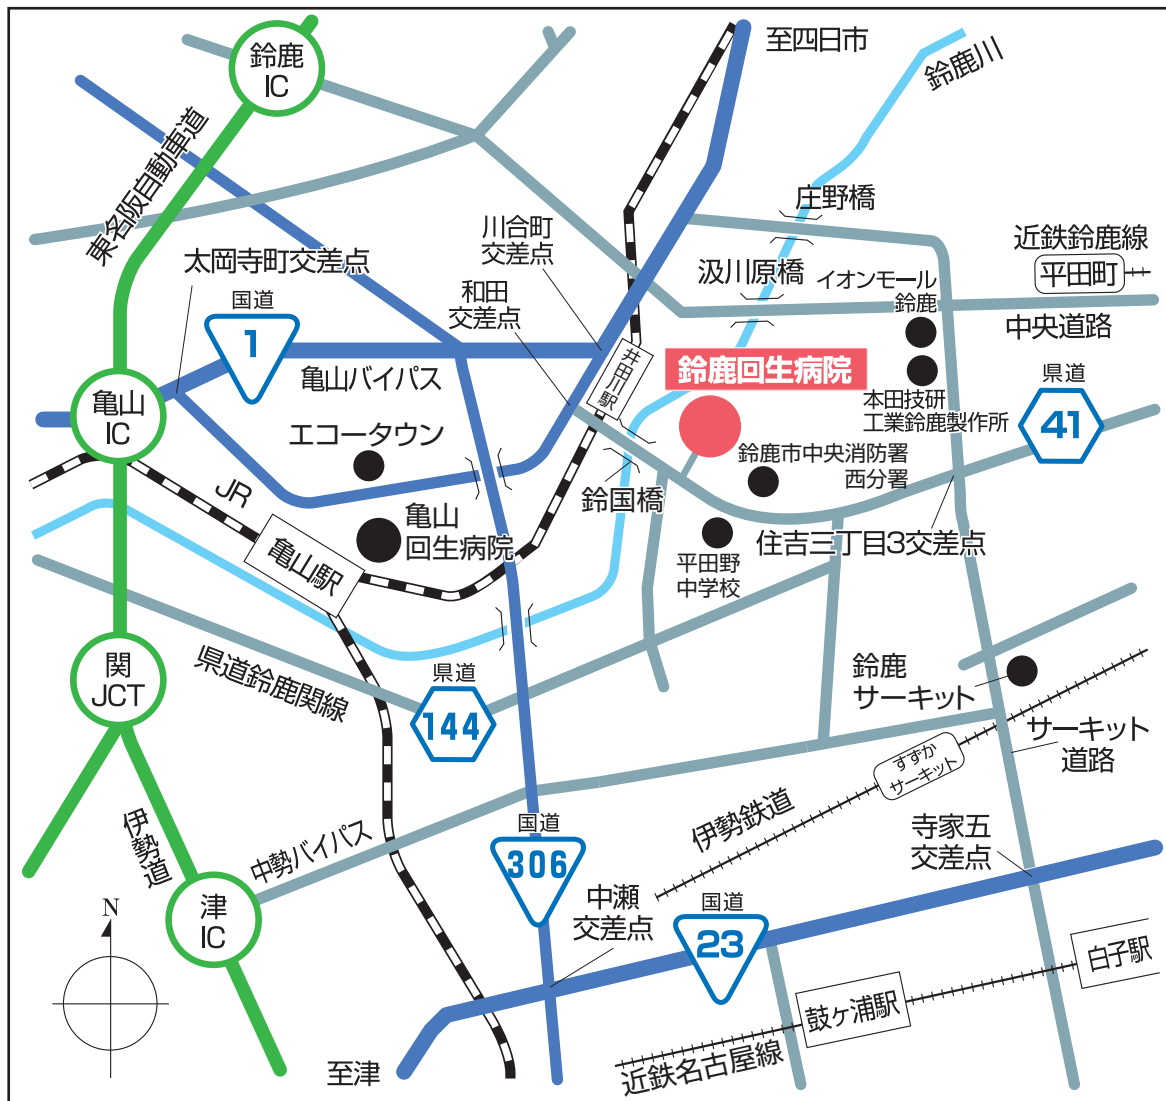 至四日市
鈴鹿川
鈴鹿
IC
東名阪自動車道
庄野橋
川合町
交差点
近鉄鈴鹿線
平田町
太岡寺町交差点
汲川原橋
イオンモール
鈴鹿
国道
1
和田
交差点
中央道路
井田川駅
鈴鹿回生病院
亀山バイパス
県道
41
亀山
IC
本田技研
工業鈴鹿製作所
エコータウン
鈴鹿市中央消防署
西分署
JR
鈴国橋
亀山
回生病院
住吉三丁目3交差点
亀山駅
平田野
中学校
関
JCT
県道鈴鹿関線
県道
144
鈴鹿
サーキット
サーキット
道路
すずか
サーキット
伊勢鉄道
伊勢道
中勢バイパス
国道
306
寺家五
交差点
津
IC
中瀬
交差点
国道
23
N
白子駅
鼓ヶ浦駅
近鉄名古屋線
至津